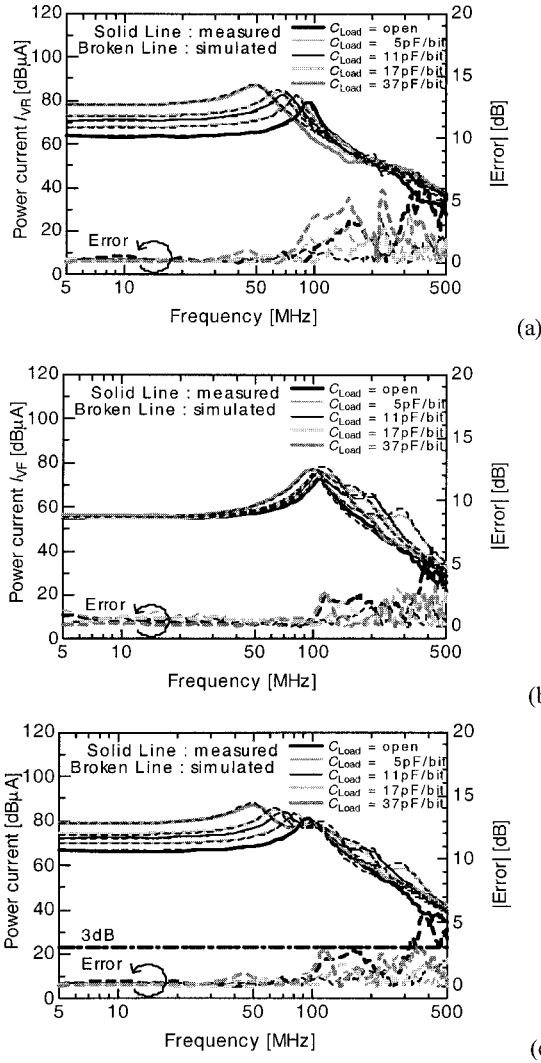 120
100
80
60
40
20
0
Power current I_VR [dBµA]
Solid Line : measured
Broken Line : simulated
C_Load = open
C_Load = 5pF/bit
C_Load = 11pF/bit
C_Load = 17pF/bit
C_Load = 37pF/bit
20
15
10
5
0
|Error| [dB]
Error
5 10 50 100 500
Frequency [MHz]
(a)
120
100
80
60
40
20
0
Power current I_VF [dBµA]
Solid Line : measured
Broken Line : simulated
C_Load = open
C_Load = 5pF/bit
C_Load = 11pF/bit
C_Load = 17pF/bit
C_Load = 37pF/bit
20
15
10
5
0
|Error| [dB]
Error
5 10 50 100 500
Frequency [MHz]
(b
120
100
80
60
40
20
0
Power current [dBµA]
Solid Line : measured
Broken Line : simulated
C_Load = open
C_Load = 5pF/bit
C_Load = 11pF/bit
C_Load = 17pF/bit
C_Load = 37pF/bit
20
15
10
5
0
|Error| [dB]
3dB
Error
5 10 50 100 500
Frequency [MHz]
(c